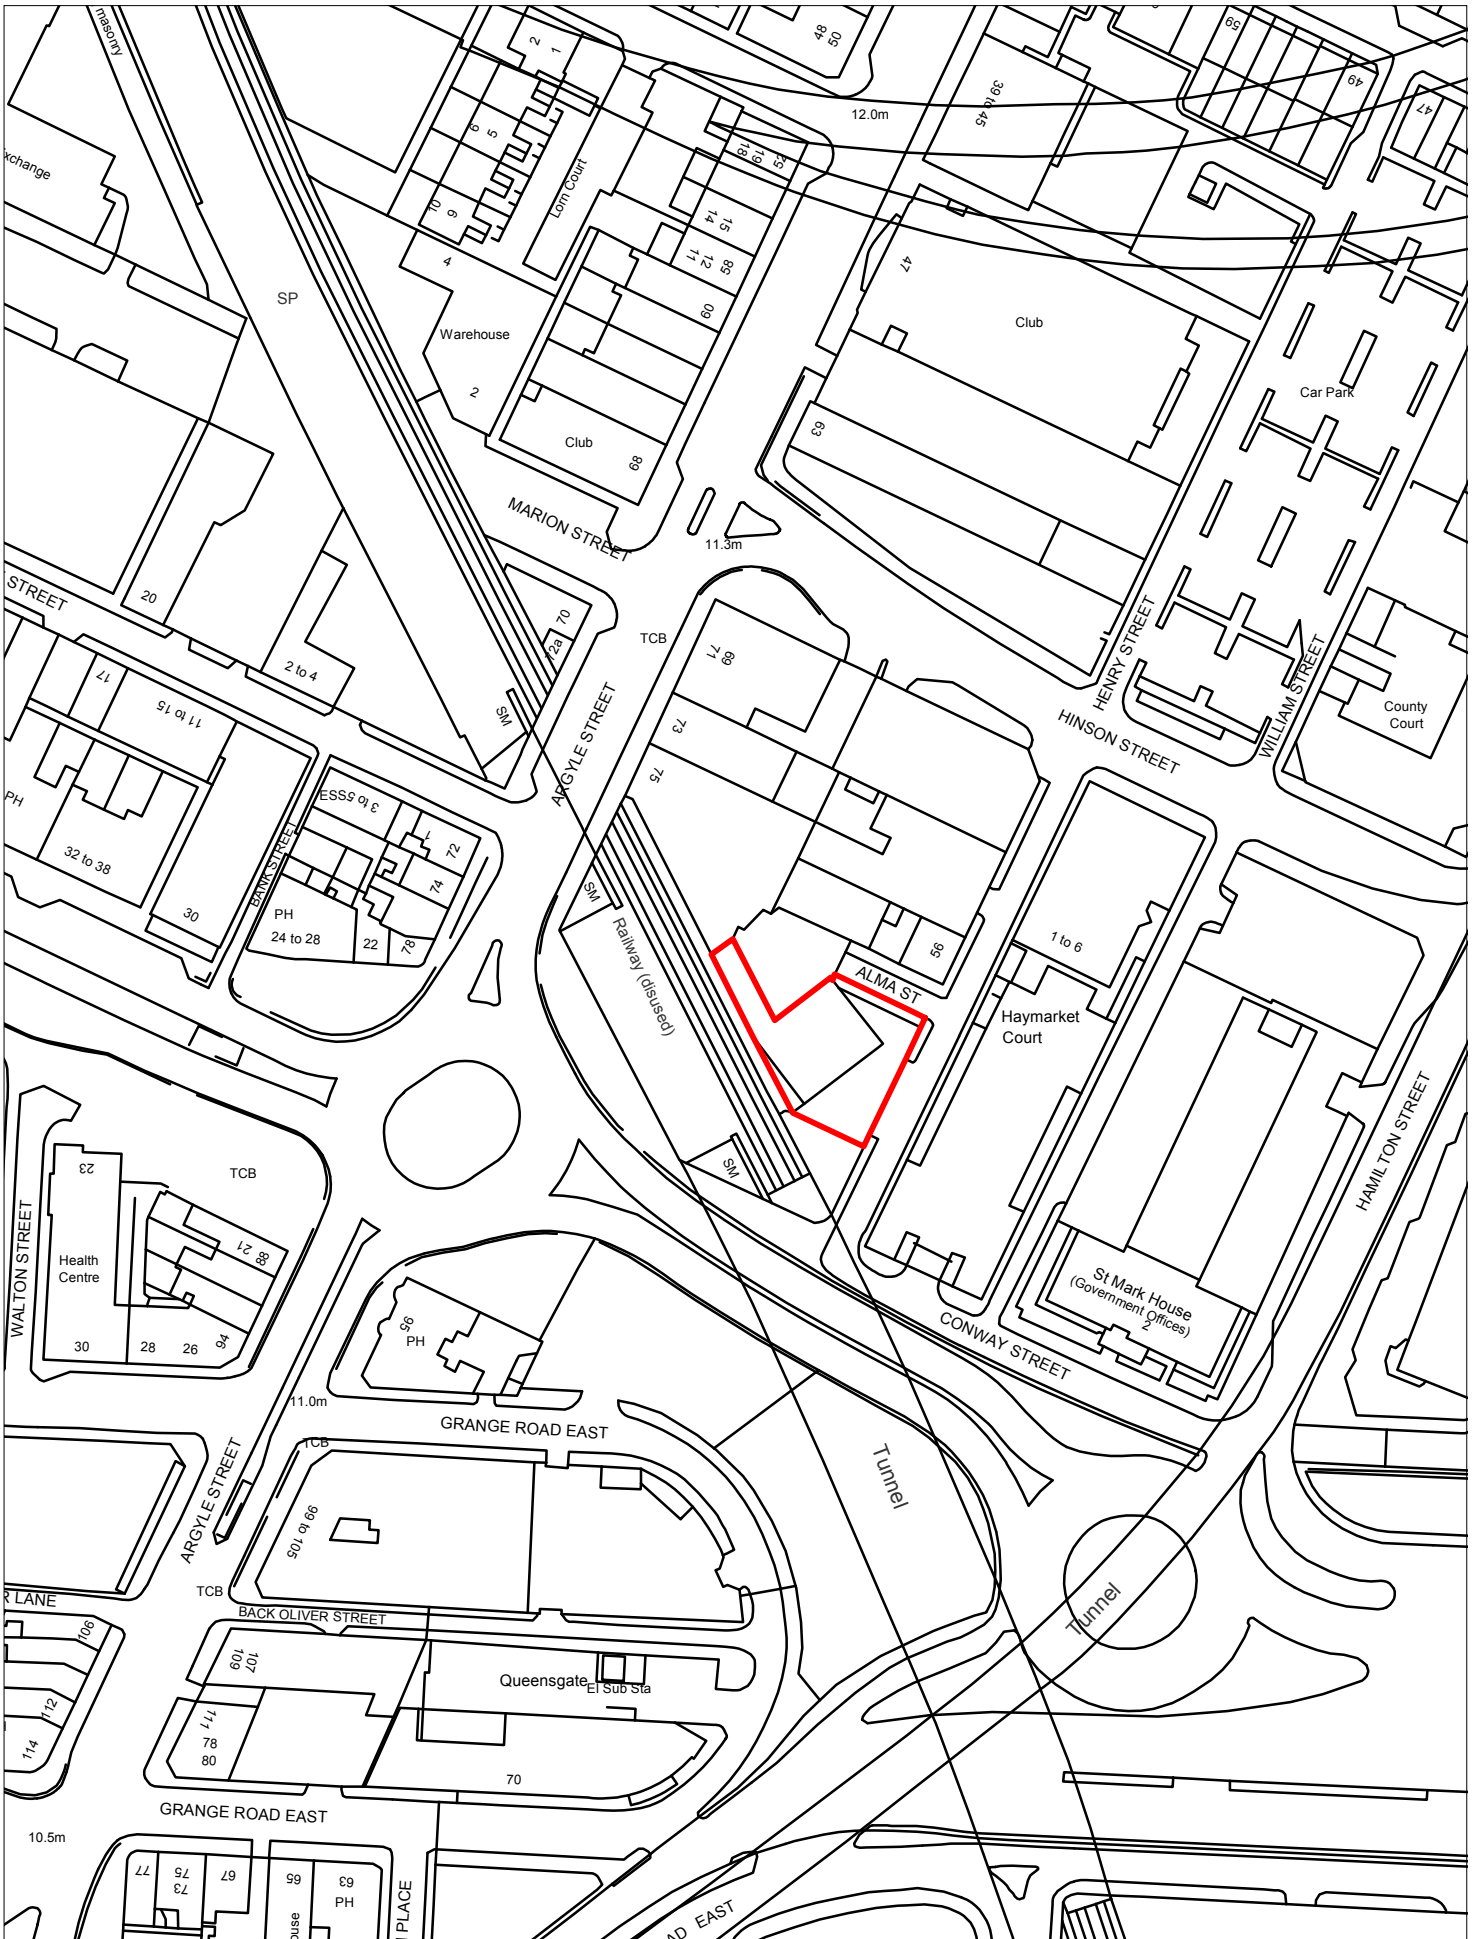 masonry
2
1
48
50
59
49
47
39 to 45
12.0m
6
5
18
19
52
Lorn Court
10
9
14
15
11
12
58
4
60
47
SP
Warehouse
2
Club
Club
68
63
Car Park
MARION STREET
11.3m
STREET
20
2 to 4
70
72a
TCB
71
69
HENRY STREET
WILLIAM STREET
County
Court
HINSON STREET
17
11 to 15
SM
ARGYLE STREET
73
75
PH
32 to 38
30
BANK STREET
ESS
3 to 5
1
72
74
PH
24 to 28
22
78
SM
Railway (disused)
56
ALMA ST
1 to 6
Haymarket
Court
HAMILTON STREET
23
TCB
WALTON STREET
Health
Centre
21
88
SM
30
28
26
94
95
PH
St Mark House
(Government Offices)
2
CONWAY STREET
11.0m
GRANGE ROAD EAST
TCB
ARGYLE STREET
99 to 105
Tunnel
Tunnel
TCB
R LANE
BACK OLIVER STREET
106
109
107
Queensgate
El Sub Sta
112
114
111
78
80
70
GRANGE ROAD EAST
10.5m
77
75
73
67
65
63
PH
PLACE
EAST